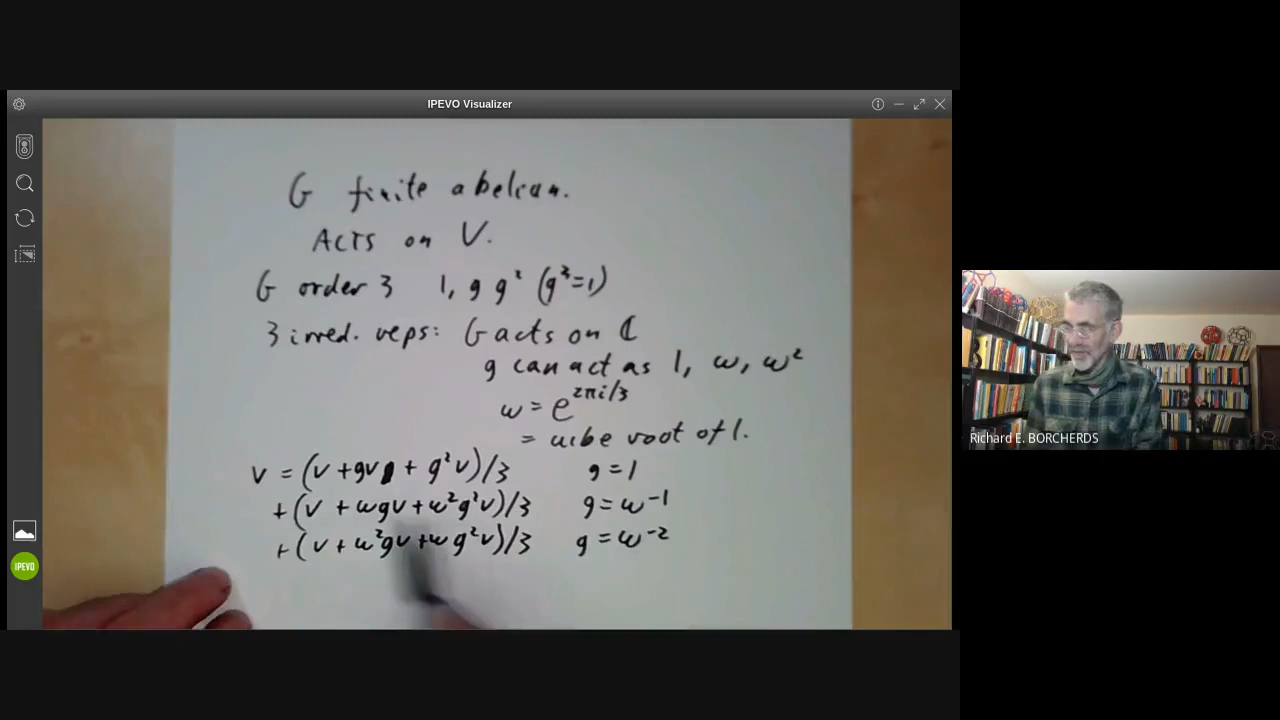 IPEVO Visualizer
G finite abelian.
ACTS on V.
G order 3 1, g g² (g³=1)
3 irred. reps: G acts on ℂ
g can act as 1, ω, ω²
ω = e^{2πi/3}
= cube root of 1.
v = (v + gv + g²v)/3 g = 1
+ (v + ωgv + ω²g²v)/3 g = ω⁻¹
+ (v + ω²gv + ωg²v)/3 g = ω⁻²
Richard E. BORCHERDS
IPEVO